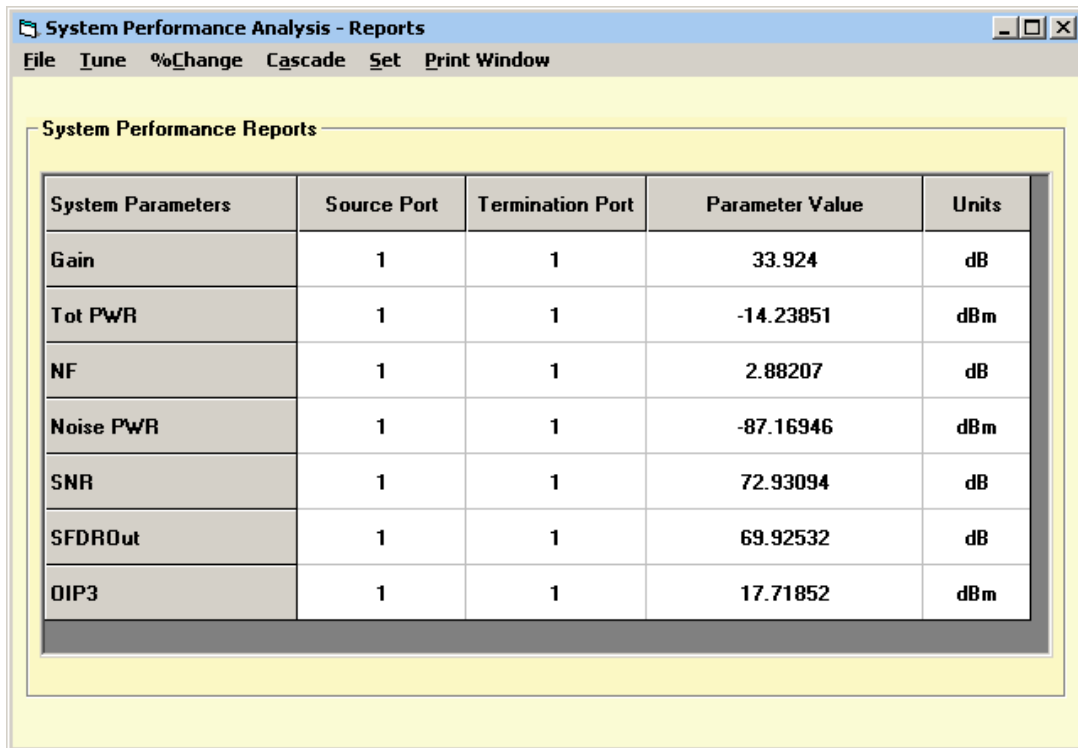 System Performance Analysis - Reports
File Tune %Change Cascade Set Print Window
System Performance Reports
System Parameters Source Port Termination Port Parameter Value Units
Gain 1 1 33.924 dB
Tot PWR 1 1 -14.23851 dBm
NF 1 1 2.88207 dB
Noise PWR 1 1 -87.16946 dBm
SNR 1 1 72.93094 dB
SFDROut 1 1 69.92532 dB
OIP3 1 1 17.71852 dBm